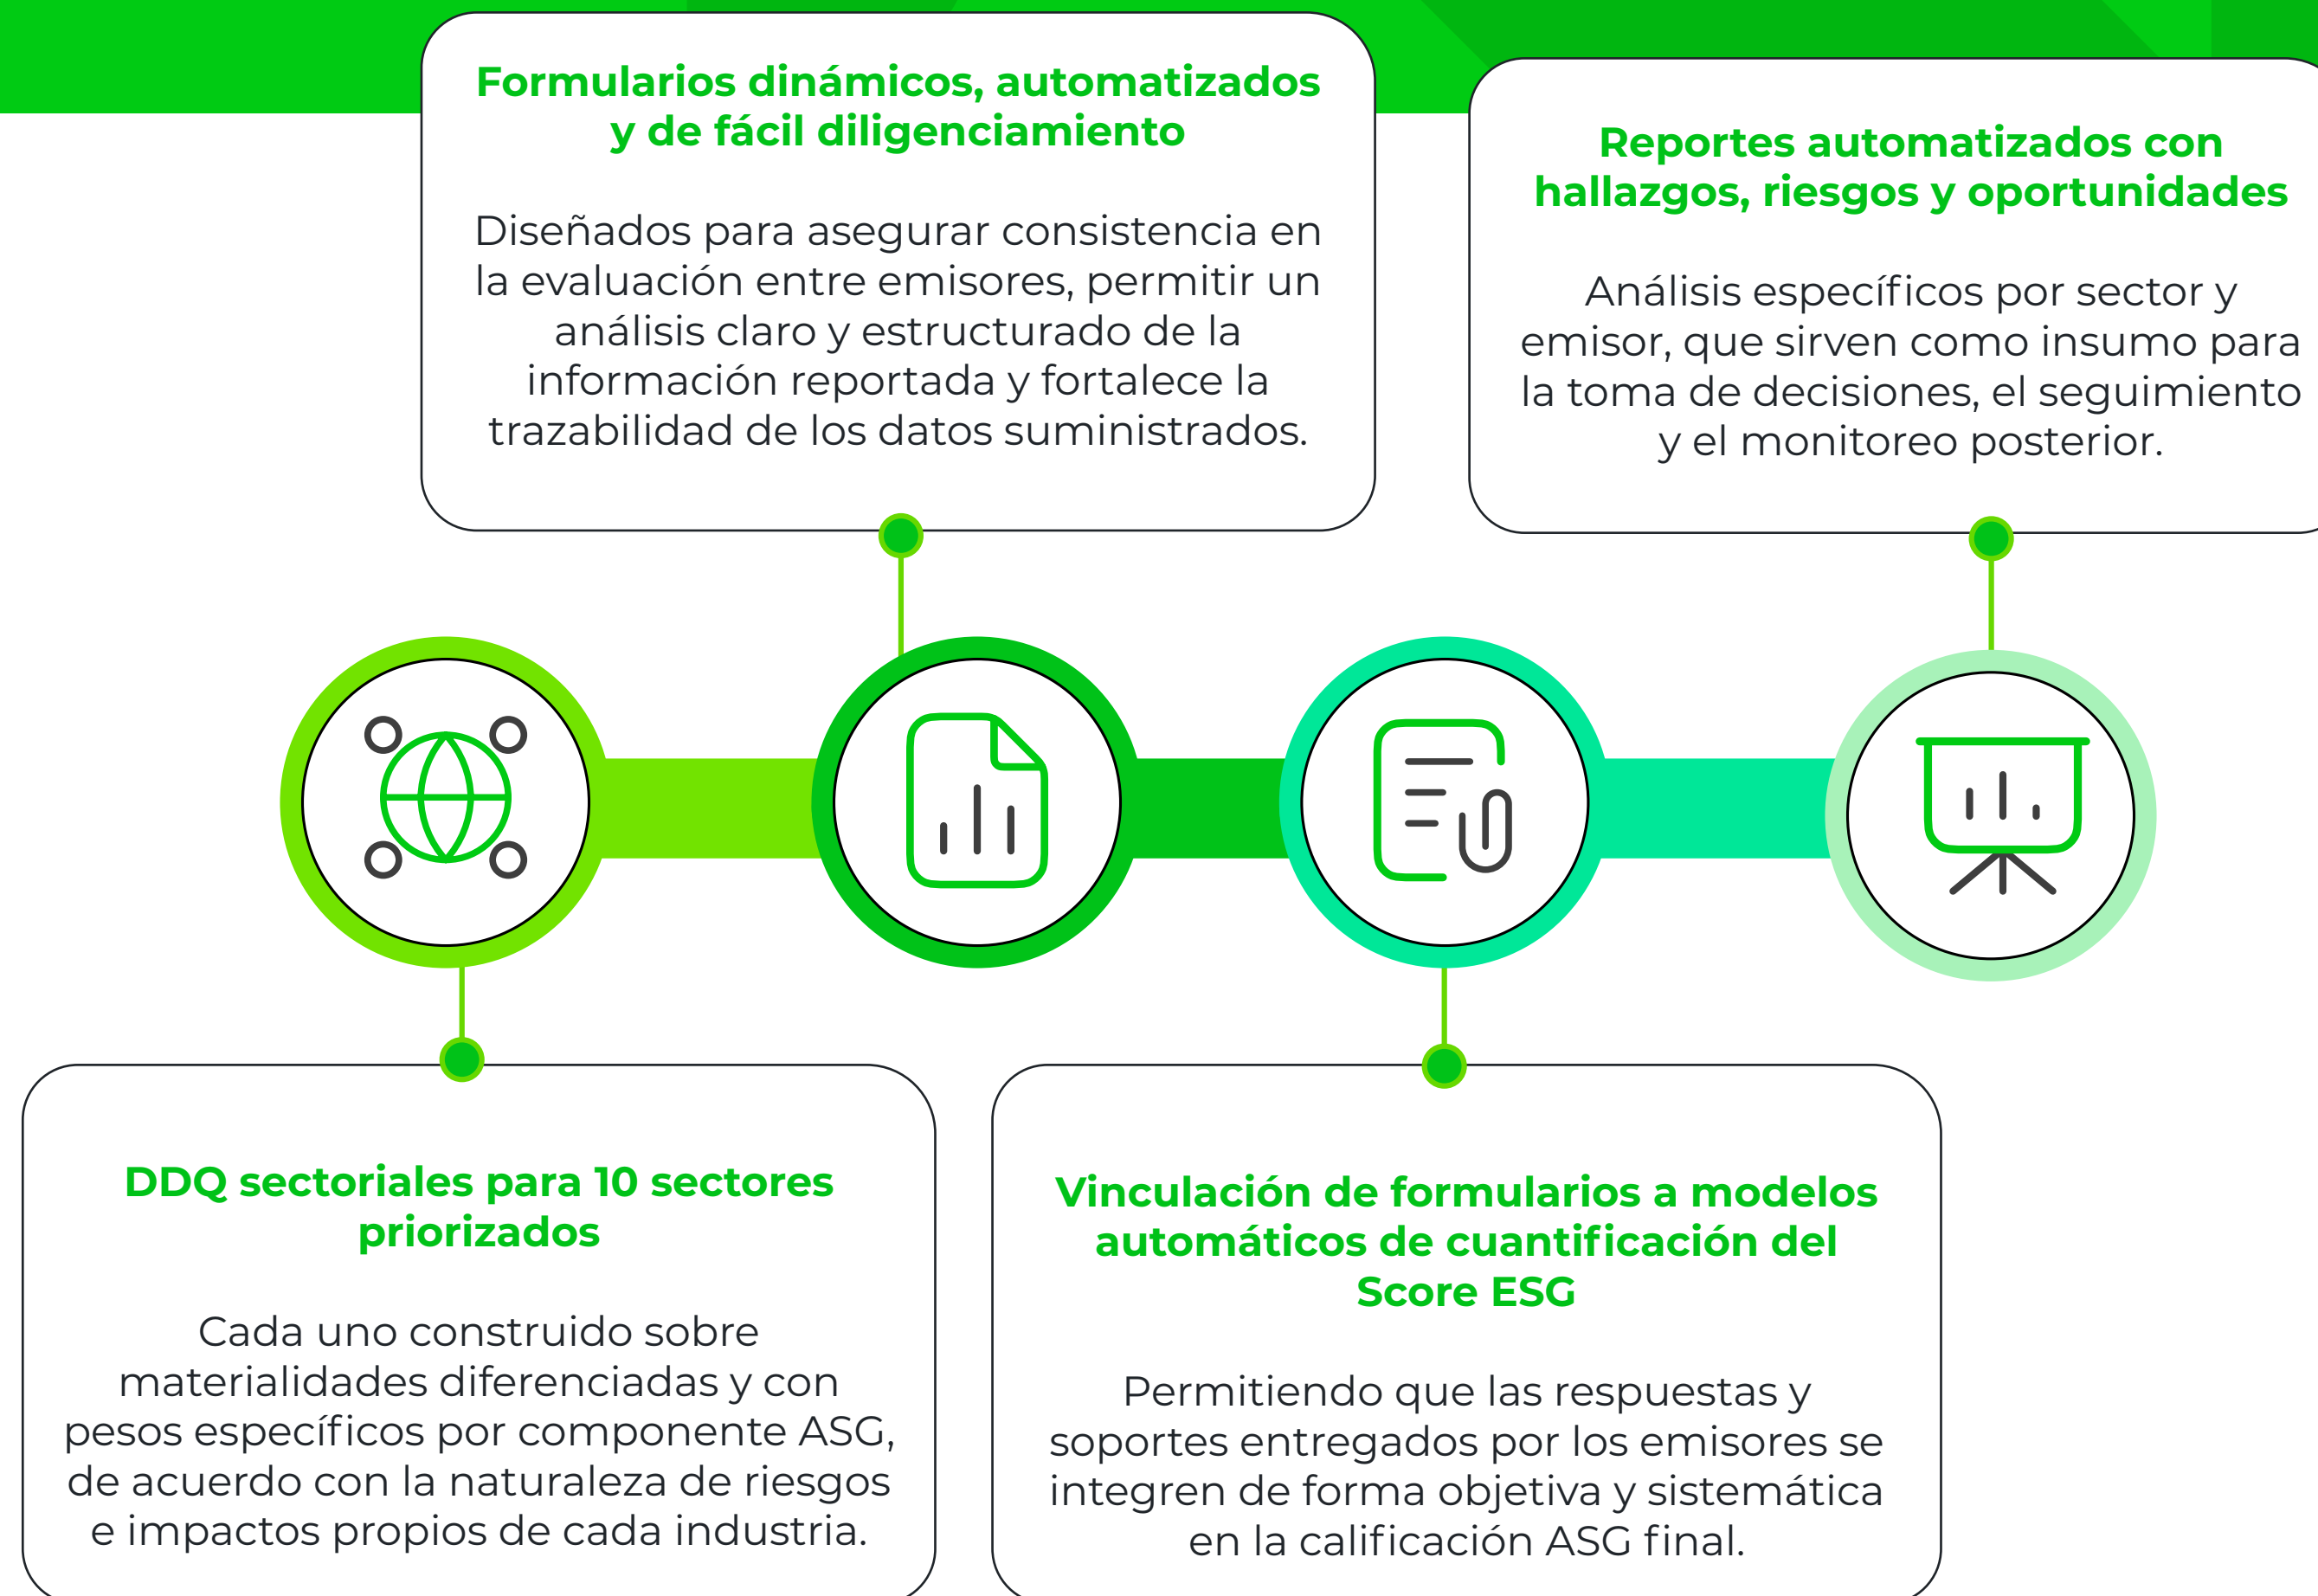 Formularios dinámicos, automatizados
y de fácil diligenciamiento
Diseñados para asegurar consistencia en
la evaluación entre emisores, permitir un
análisis claro y estructurado de la
información reportada y fortalece la
trazabilidad de los datos suministrados.
Reportes automatizados con
hallazgos, riesgos y oportunidades
Análisis específicos por sector y
emisor, que sirven como insumo para
la toma de decisiones, el seguimiento
y el monitoreo posterior.
DDQ sectoriales para 10 sectores
priorizados
Cada uno construido sobre
materialidades diferenciadas y con
pesos específicos por componente ASG,
de acuerdo con la naturaleza de riesgos
e impactos propios de cada industria.
Vinculación de formularios a modelos
automáticos de cuantificación del
Score ESG
Permitiendo que las respuestas y
soportes entregados por los emisores se
integren de forma objetiva y sistemática
en la calificación ASG final.